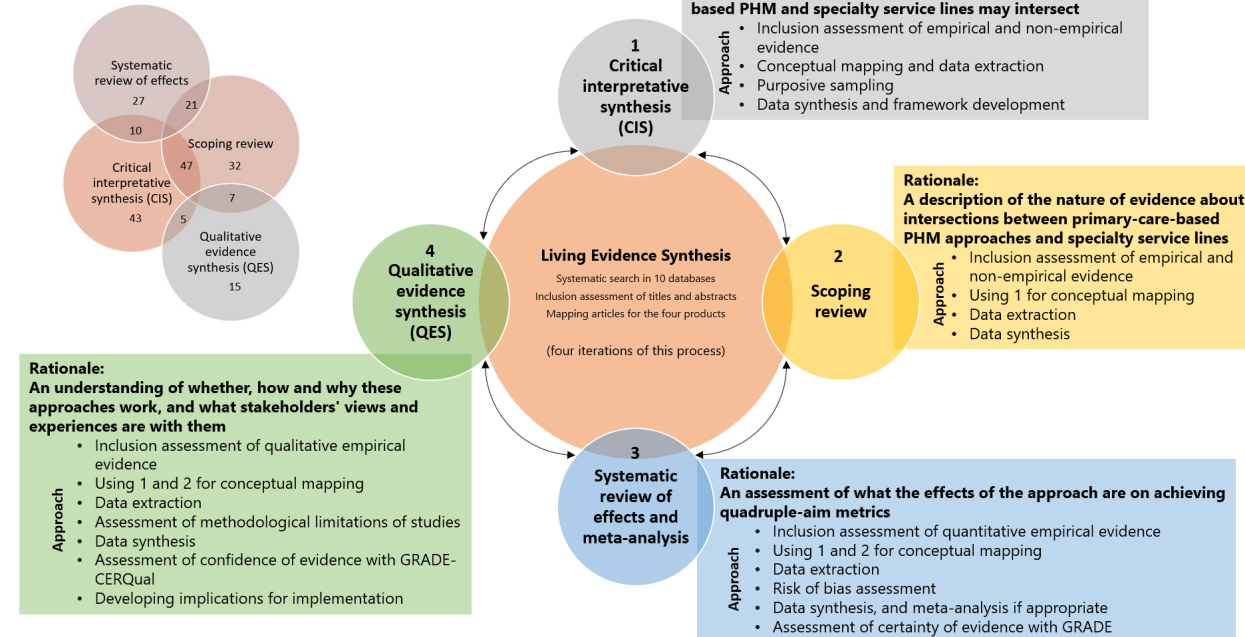 Systematic
review of effects
27
21
10
Scoping review
47
32
Critical
interpretative
synthesis (CIS)
43
7
5
Qualitative
evidence
synthesis (QES)
15
1
Critical
interpretative
synthesis
(CIS)
based PHM and specialty service lines may intersect
Approach
• Inclusion assessment of empirical and non-empirical
evidence
• Conceptual mapping and data extraction
• Purposive sampling
• Data synthesis and framework development
Living Evidence Synthesis
Systematic search in 10 databases
Inclusion assessment of titles and abstracts
Mapping articles for the four products
(four iterations of this process)
2
Scoping
review
Rationale:
A description of the nature of evidence about
intersections between primary-care-based
PHM approaches and specialty service lines
Approach
• Inclusion assessment of empirical and
non-empirical evidence
• Using 1 for conceptual mapping
• Data extraction
• Data synthesis
4
Qualitative
evidence
synthesis
(QES)
Rationale:
An understanding of whether, how and why these
approaches work, and what stakeholders' views and
experiences are with them
Approach
• Inclusion assessment of qualitative empirical
evidence
• Using 1 and 2 for conceptual mapping
• Data extraction
• Assessment of methodological limitations of studies
• Data synthesis
• Assessment of confidence of evidence with GRADE-
CERQual
• Developing implications for implementation
3
Systematic
review of
effects and
meta-analysis
Rationale:
An assessment of what the effects of the approach are on achieving
quadruple-aim metrics
Approach
• Inclusion assessment of quantitative empirical evidence
• Using 1 and 2 for conceptual mapping
• Data extraction
• Risk of bias assessment
• Data synthesis, and meta-analysis if appropriate
• Assessment of certainty of evidence with GRADE